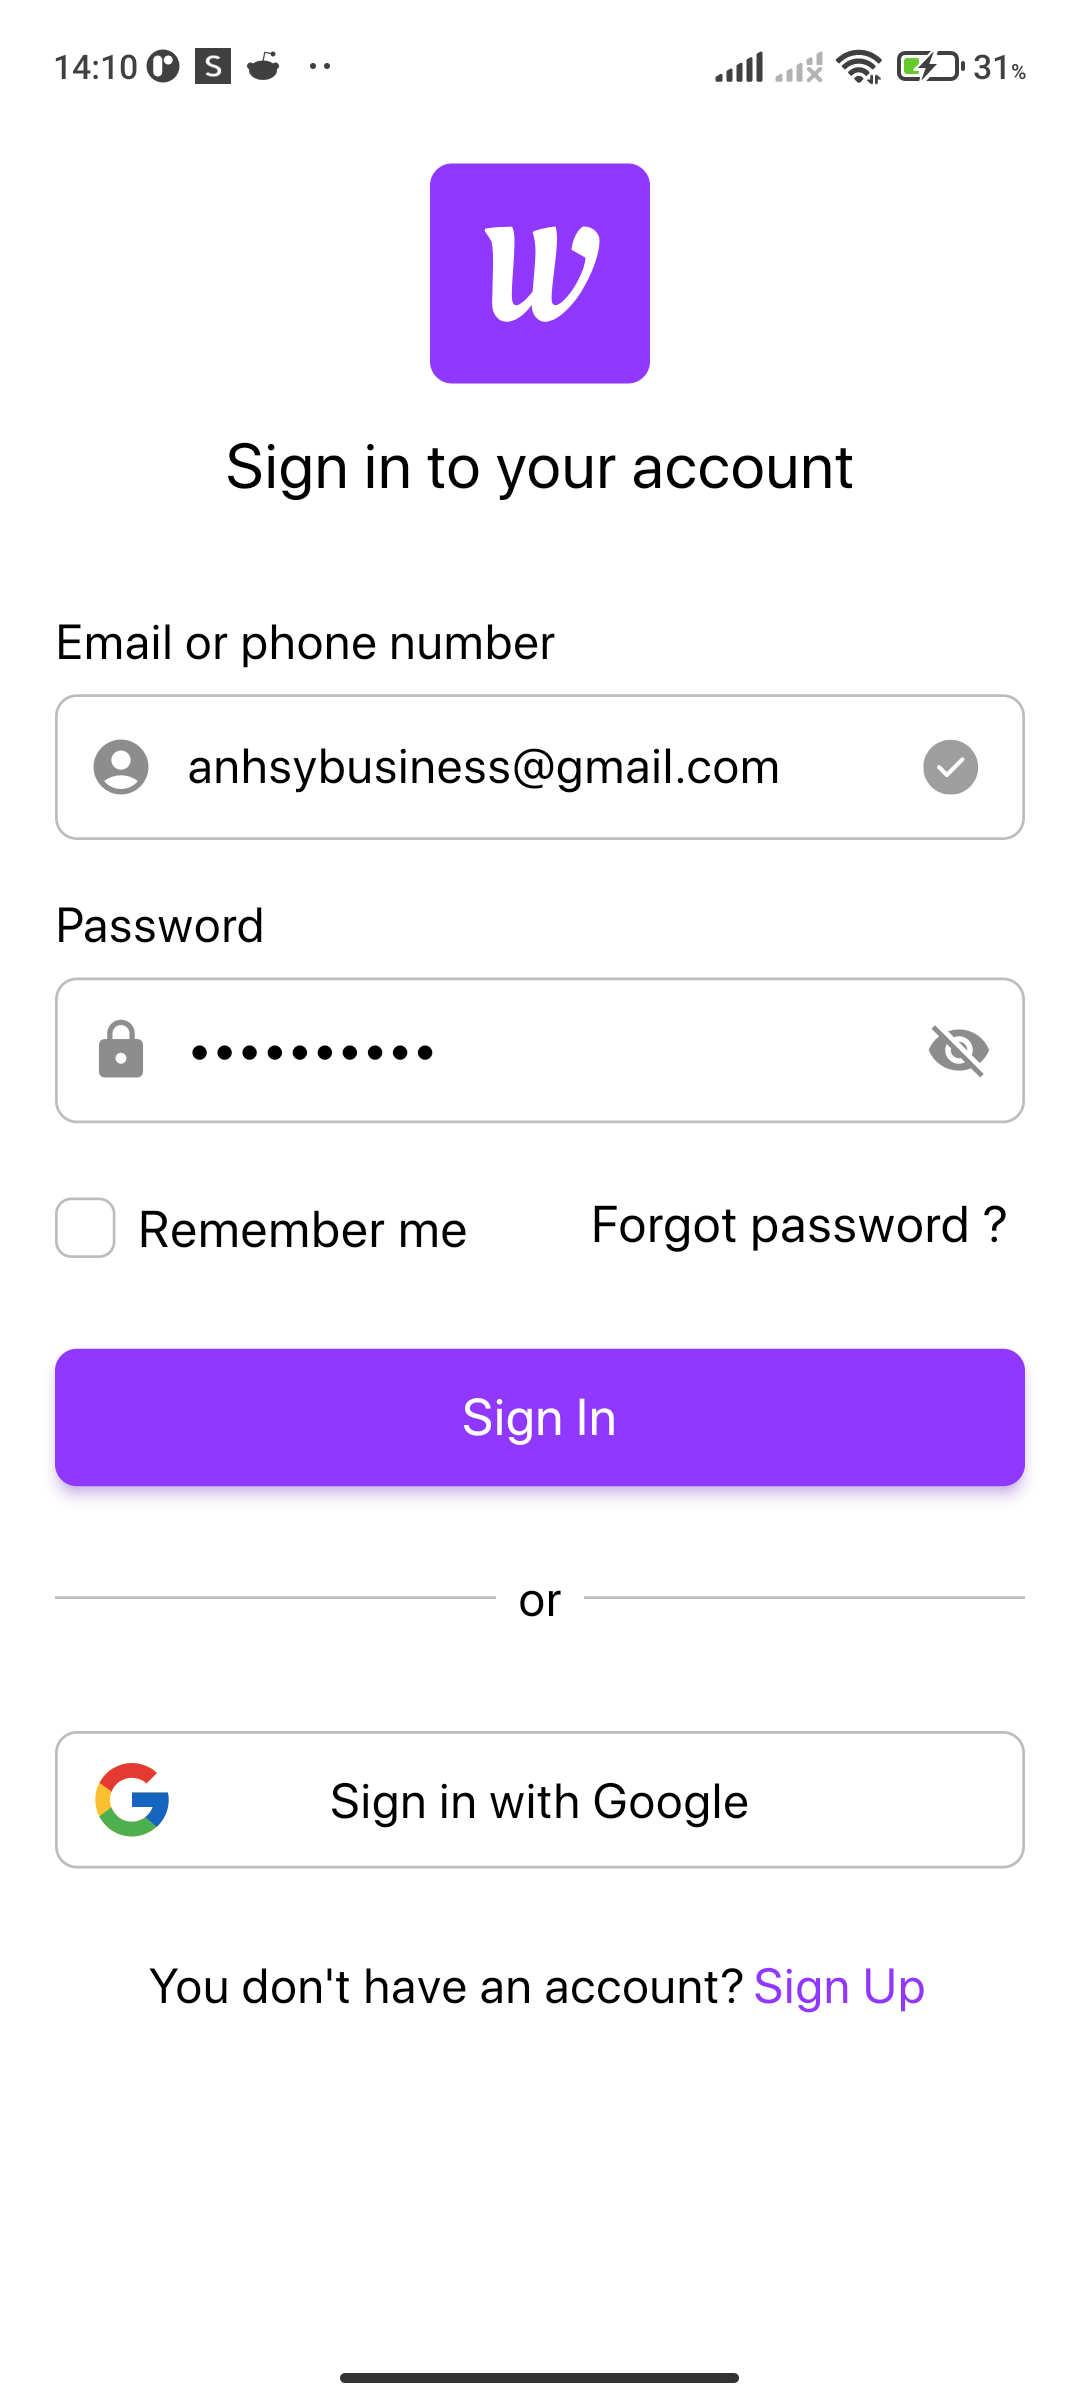 14:10 S 31%
w
Sign in to your account
Email or phone number
anhsybusiness@gmail.com
Password
••••••••••
Remember me Forgot password ?
Sign In
or
Sign in with Google
You don't have an account? Sign Up